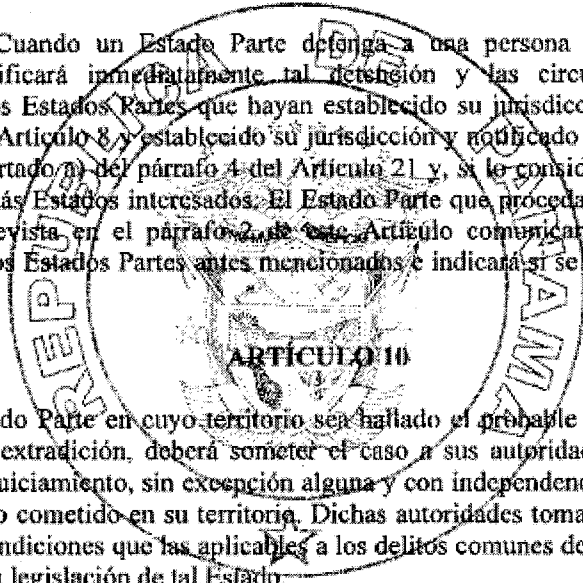 Cuando un Estado Parte detenga a una persona
ificará inmediatamente tal detención y las circu
s Estados Partes que hayan establecido su jurisdicc
Artículo 8 y establecido su jurisdicción y notificado
rtado a) del párrafo 4 del Artículo 21 y, si lo consid
ás Estados interesados. El Estado Parte que proceda
evista en el párrafo 2 de este Artículo comunicar
os Estados Partes antes mencionados e indicará si se
ARTÍCULO 10
do Parte en cuyo territorio sea hallado el probable
extradición, deberá someter el caso a sus autoridad
uiciamiento, sin excepción alguna y con independenc
o cometido en su territorio. Dichas autoridades toma
ndiciones que las aplicables a los delitos comunes de
legislación de tal Estado
REPUBLICA DE PANAMA